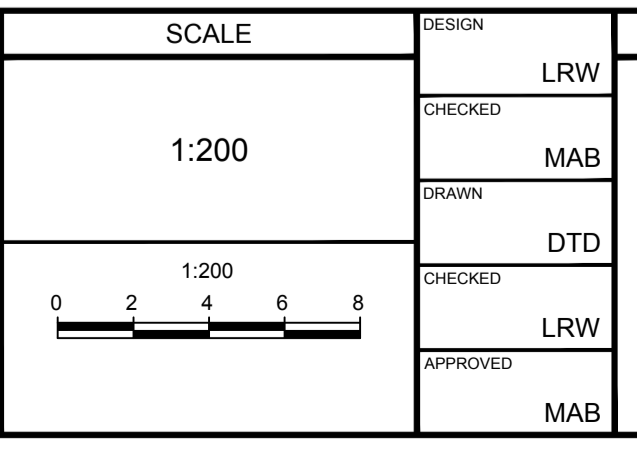 SCALE
1:200
1:200
0 2 4 6 8
DESIGN
LRW
CHECKED
MAB
DRAWN
DTD
CHECKED
LRW
APPROVED
MAB